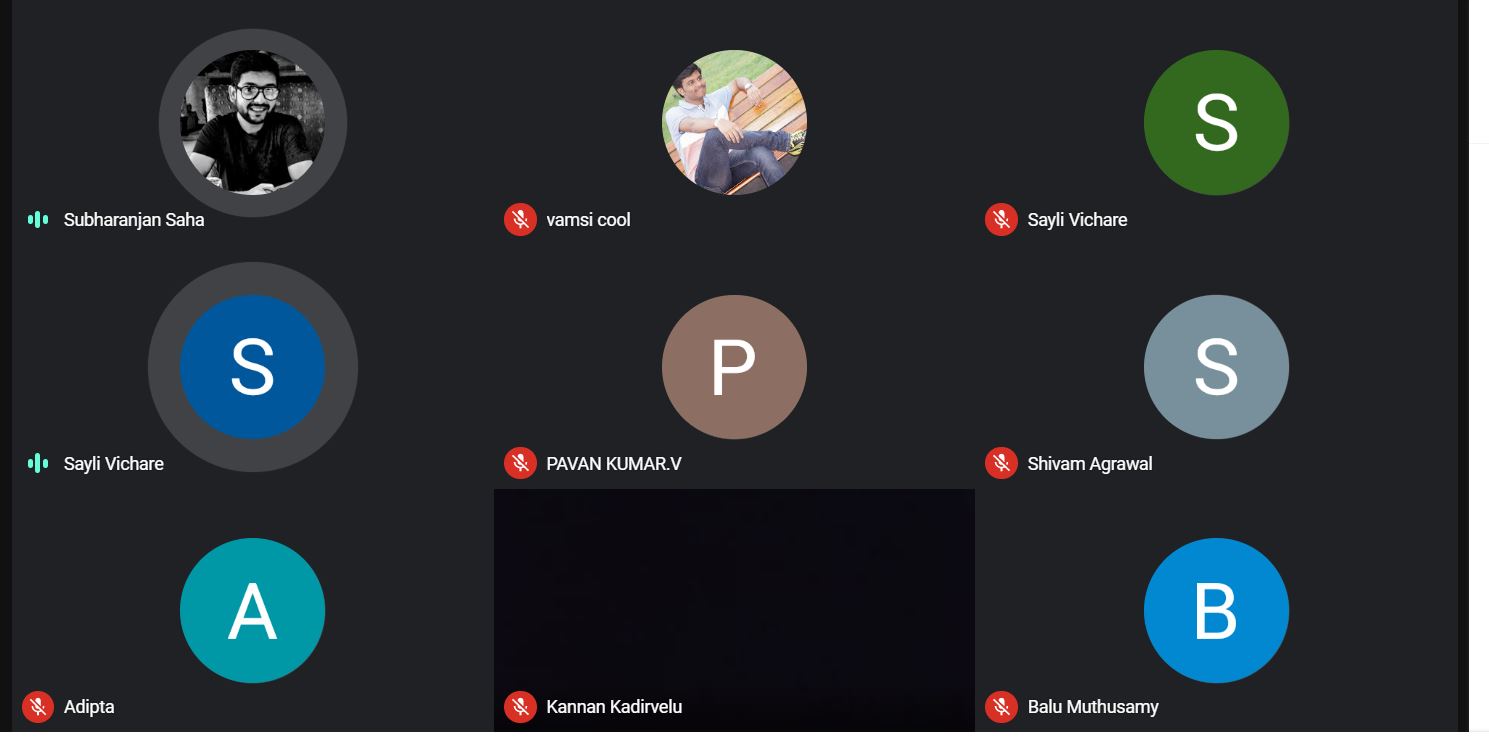 S
Subharanjan Saha
vamsi cool
Sayli Vichare
S
P
S
Sayli Vichare
PAVAN KUMAR.V
Shivam Agrawal
A
B
Adipta
Kannan Kadirvelu
Balu Muthusamy